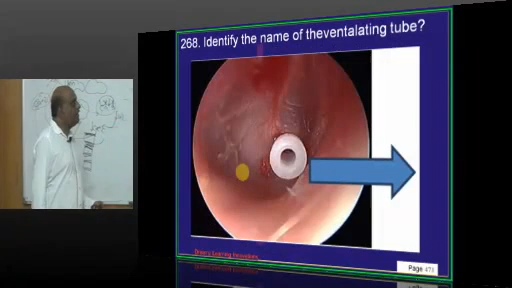 268. Identify the name of theventalating tube?
Page 471